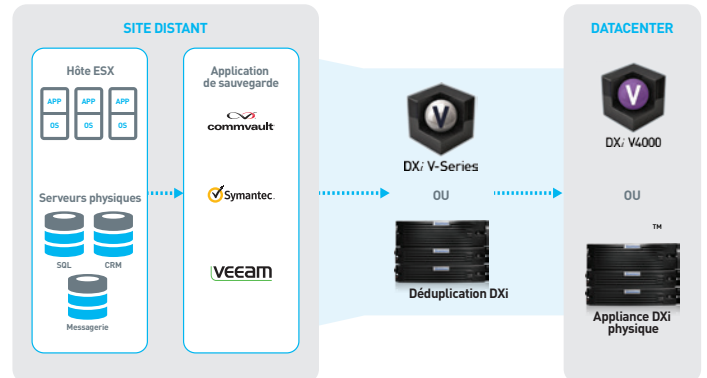 SITE DISTANT
Hôte ESX
APP APP APP
OS OS OS
Serveurs physiques
SQL CRM
Messagerie
Application
de sauvegarde
commvault
Symantec.
veeam
V
DXi V-Series
OU
Déduplication DXi
DATACENTER
V
DXi V4000
OU
™
Appliance DXi
physique